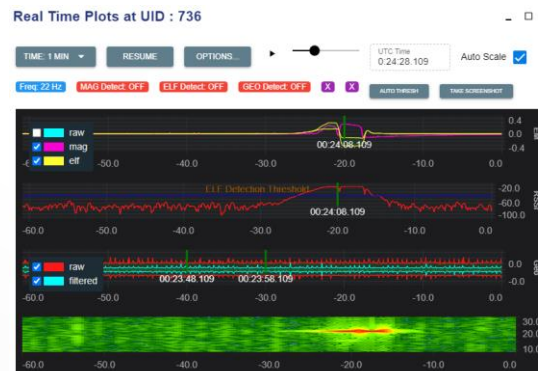 Real Time Plots at UID : 736
TIME: 1 MIN RESUME OPTIONS... UTC Time 0:24:28.109 Auto Scale
Freq: 22 Hz MAG Detect: OFF ELF Detect: OFF GEO Detect: OFF X X AUTO THRESH TAKE SCREENSHOT
raw
mag
elf
0.4
0.0
-0.4
00:24:08.109
-50.0 -40.0 -30.0 -20.0 -10.0 0.0
ELF Detection Threshold
-20.0
-60.0
-100.0
RSSI
00:24:08.109
-60.0 -50.0 -40.0 -30.0 -20.0 -10.0 0.0
raw
filtered
0.0
-0.0
Geo
00:23:48.109 00:23:58.109
-60.0 -50.0 -40.0 -30.0 -20.0 -10.0 0.0
30.0
20.0
10.0
-60.0 -50.0 -40.0 -30.0 -20.0 -10.0 0.0